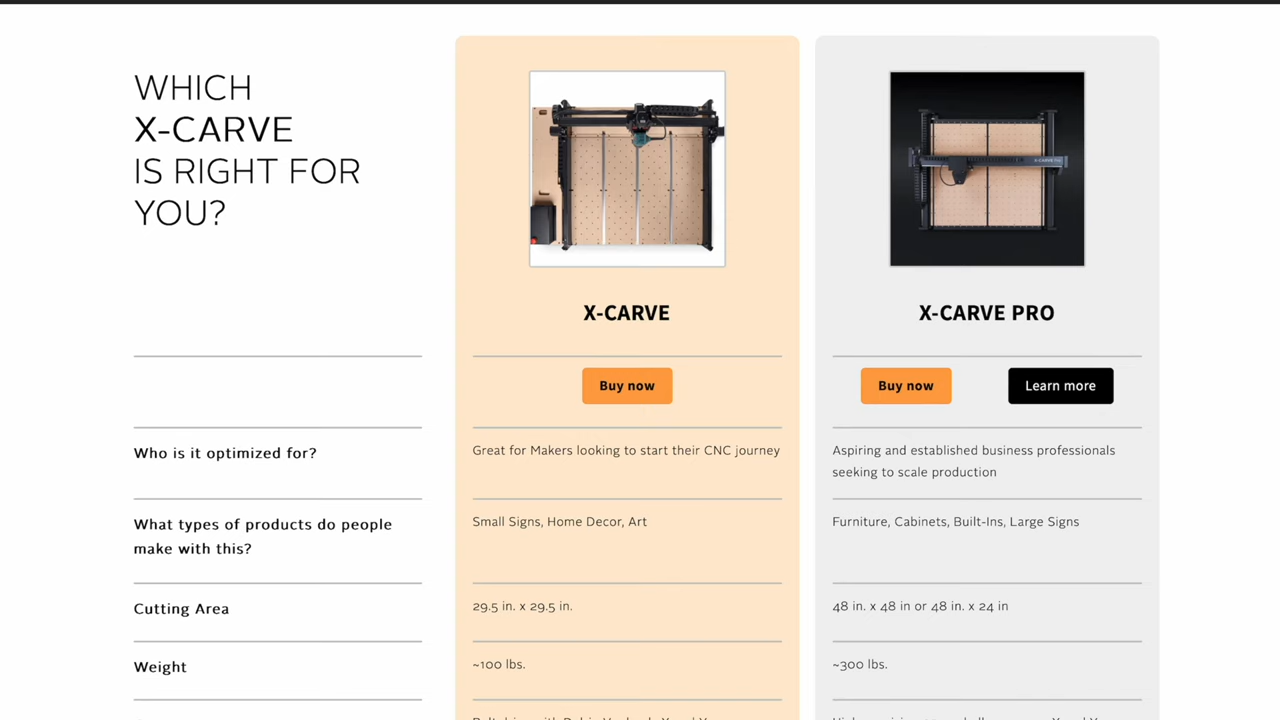 WHICH
X-CARVE
IS RIGHT FOR
YOU?
X-CARVE
X-CARVE PRO
Buy now
Buy now
Learn more
Who is it optimized for?
Great for Makers looking to start their CNC journey
Aspiring and established business professionals
seeking to scale production
What types of products do people
make with this?
Small Signs, Home Decor, Art
Furniture, Cabinets, Built-Ins, Large Signs
Cutting Area
29.5 in. x 29.5 in.
48 in. x 48 in or 48 in. x 24 in
Weight
~100 lbs.
~300 lbs.